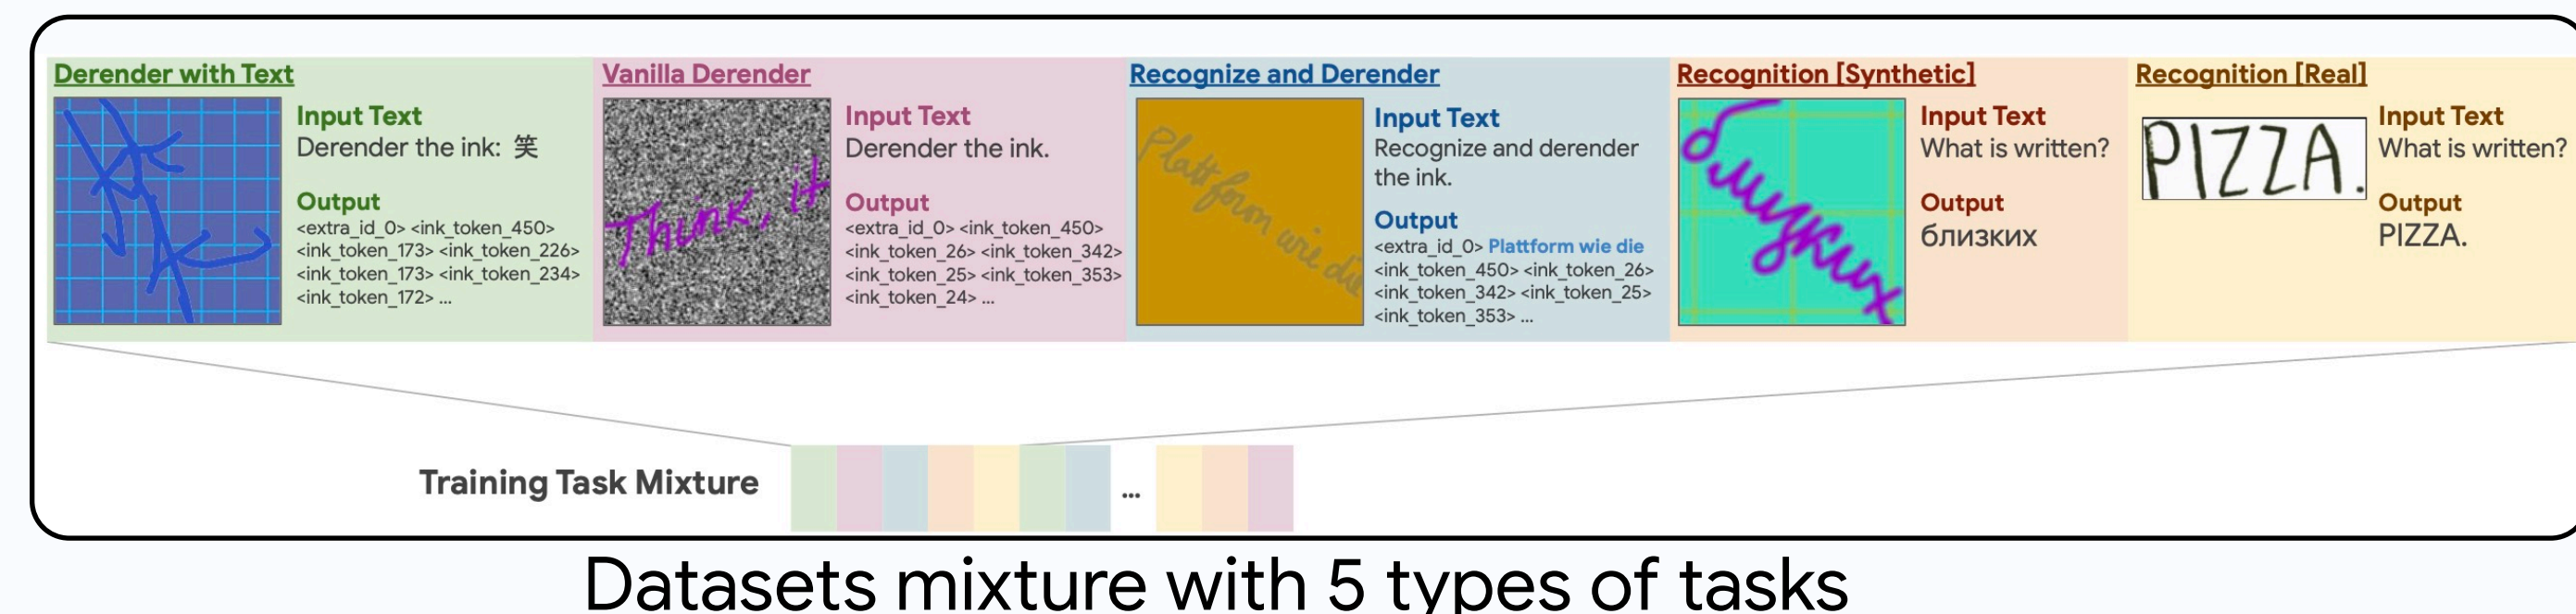 Derender with Text
笑
Input Text
Derender the ink: 笑
Output
<extra_id_0> <ink_token_450>
<ink_token_173> <ink_token_226>
<ink_token_173> <ink_token_234>
<ink_token_172> ...
Vanilla Derender
Think, it
Input Text
Derender the ink.
Output
<extra_id_0> <ink_token_450>
<ink_token_26> <ink_token_342>
<ink_token_25> <ink_token_353>
<ink_token_24> ...
Recognize and Derender
Plattform wie die
Input Text
Recognize and derender
the ink.
Output
<extra_id_0> Plattform wie die
<ink_token_450> <ink_token_26>
<ink_token_342> <ink_token_25>
<ink_token_353> ...
Recognition [Synthetic]
близких
Input Text
What is written?
Output
близких
Recognition [Real]
PIZZA.
Input Text
What is written?
Output
PIZZA.
Training Task Mixture
...
Datasets mixture with 5 types of tasks